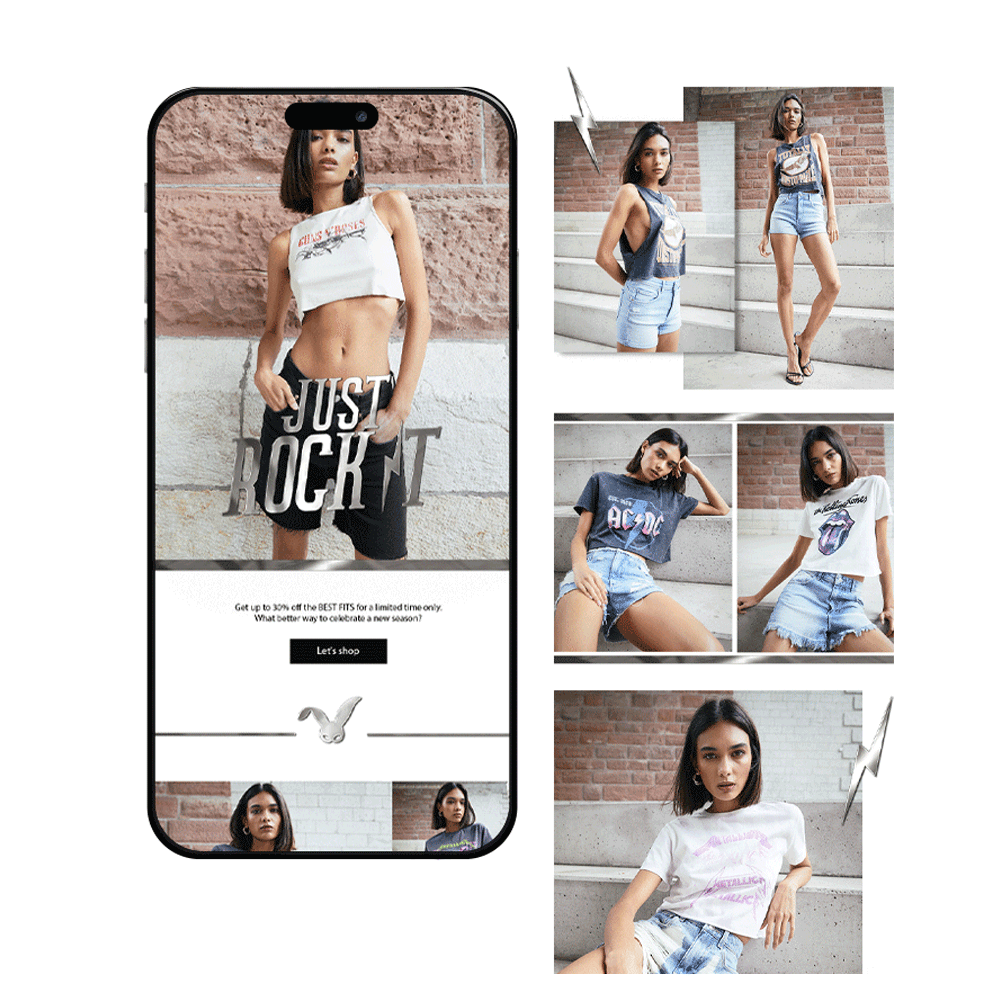 GUNS N' ROSES
JUST
ROCK IT
Get up to 30% off the BEST FITS for a limited time only.
What better way to celebrate a new season?
Let's shop
AC DC
Rolling Stones
METALLICA